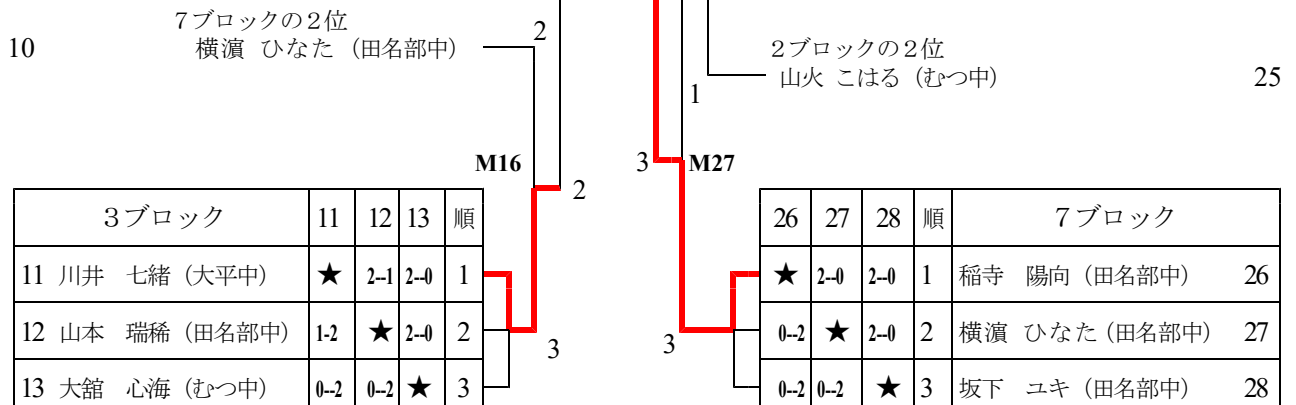 7ブロックの2位
10 横濵 ひなた (田名部中) 2
2ブロックの2位
山火 こはる (むつ中) 25
1
M16 3 M27
2
3ブロック 11 12 13 順
11 川井 七緒 (大平中) ★ 2--1 2--0 1
12 山本 瑞稀 (田名部中) 1-2 ★ 2--0 2
13 大舘 心海 (むつ中) 0--2 0--2 ★ 3
3
26 27 28 順 7ブロック
★ 2--0 2--0 1 稲寺 陽向 (田名部中) 26
0--2 ★ 2--0 2 横濵 ひなた (田名部中) 27
0--2 0--2 ★ 3 坂下 ユキ (田名部中) 28
3